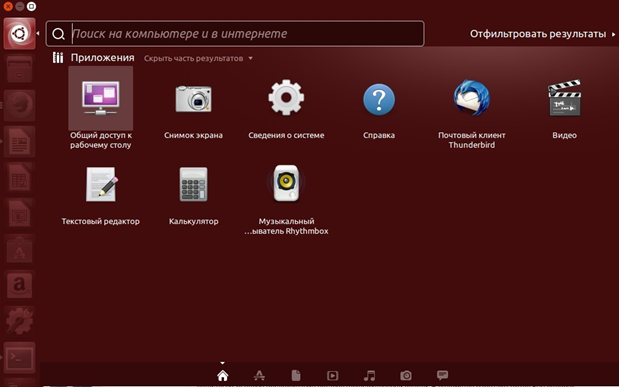 Поиск на компьютере и в интернете
Отфильтровать результаты
Приложения Скрыть часть результатов
Общий доступ к
рабочему столу
Снимок экрана
Сведения о системе
Справка
Почтовый клиент
Thunderbird
Видео
Текстовый редактор
Калькулятор
Музыкальный
…ыватель Rhythmbox